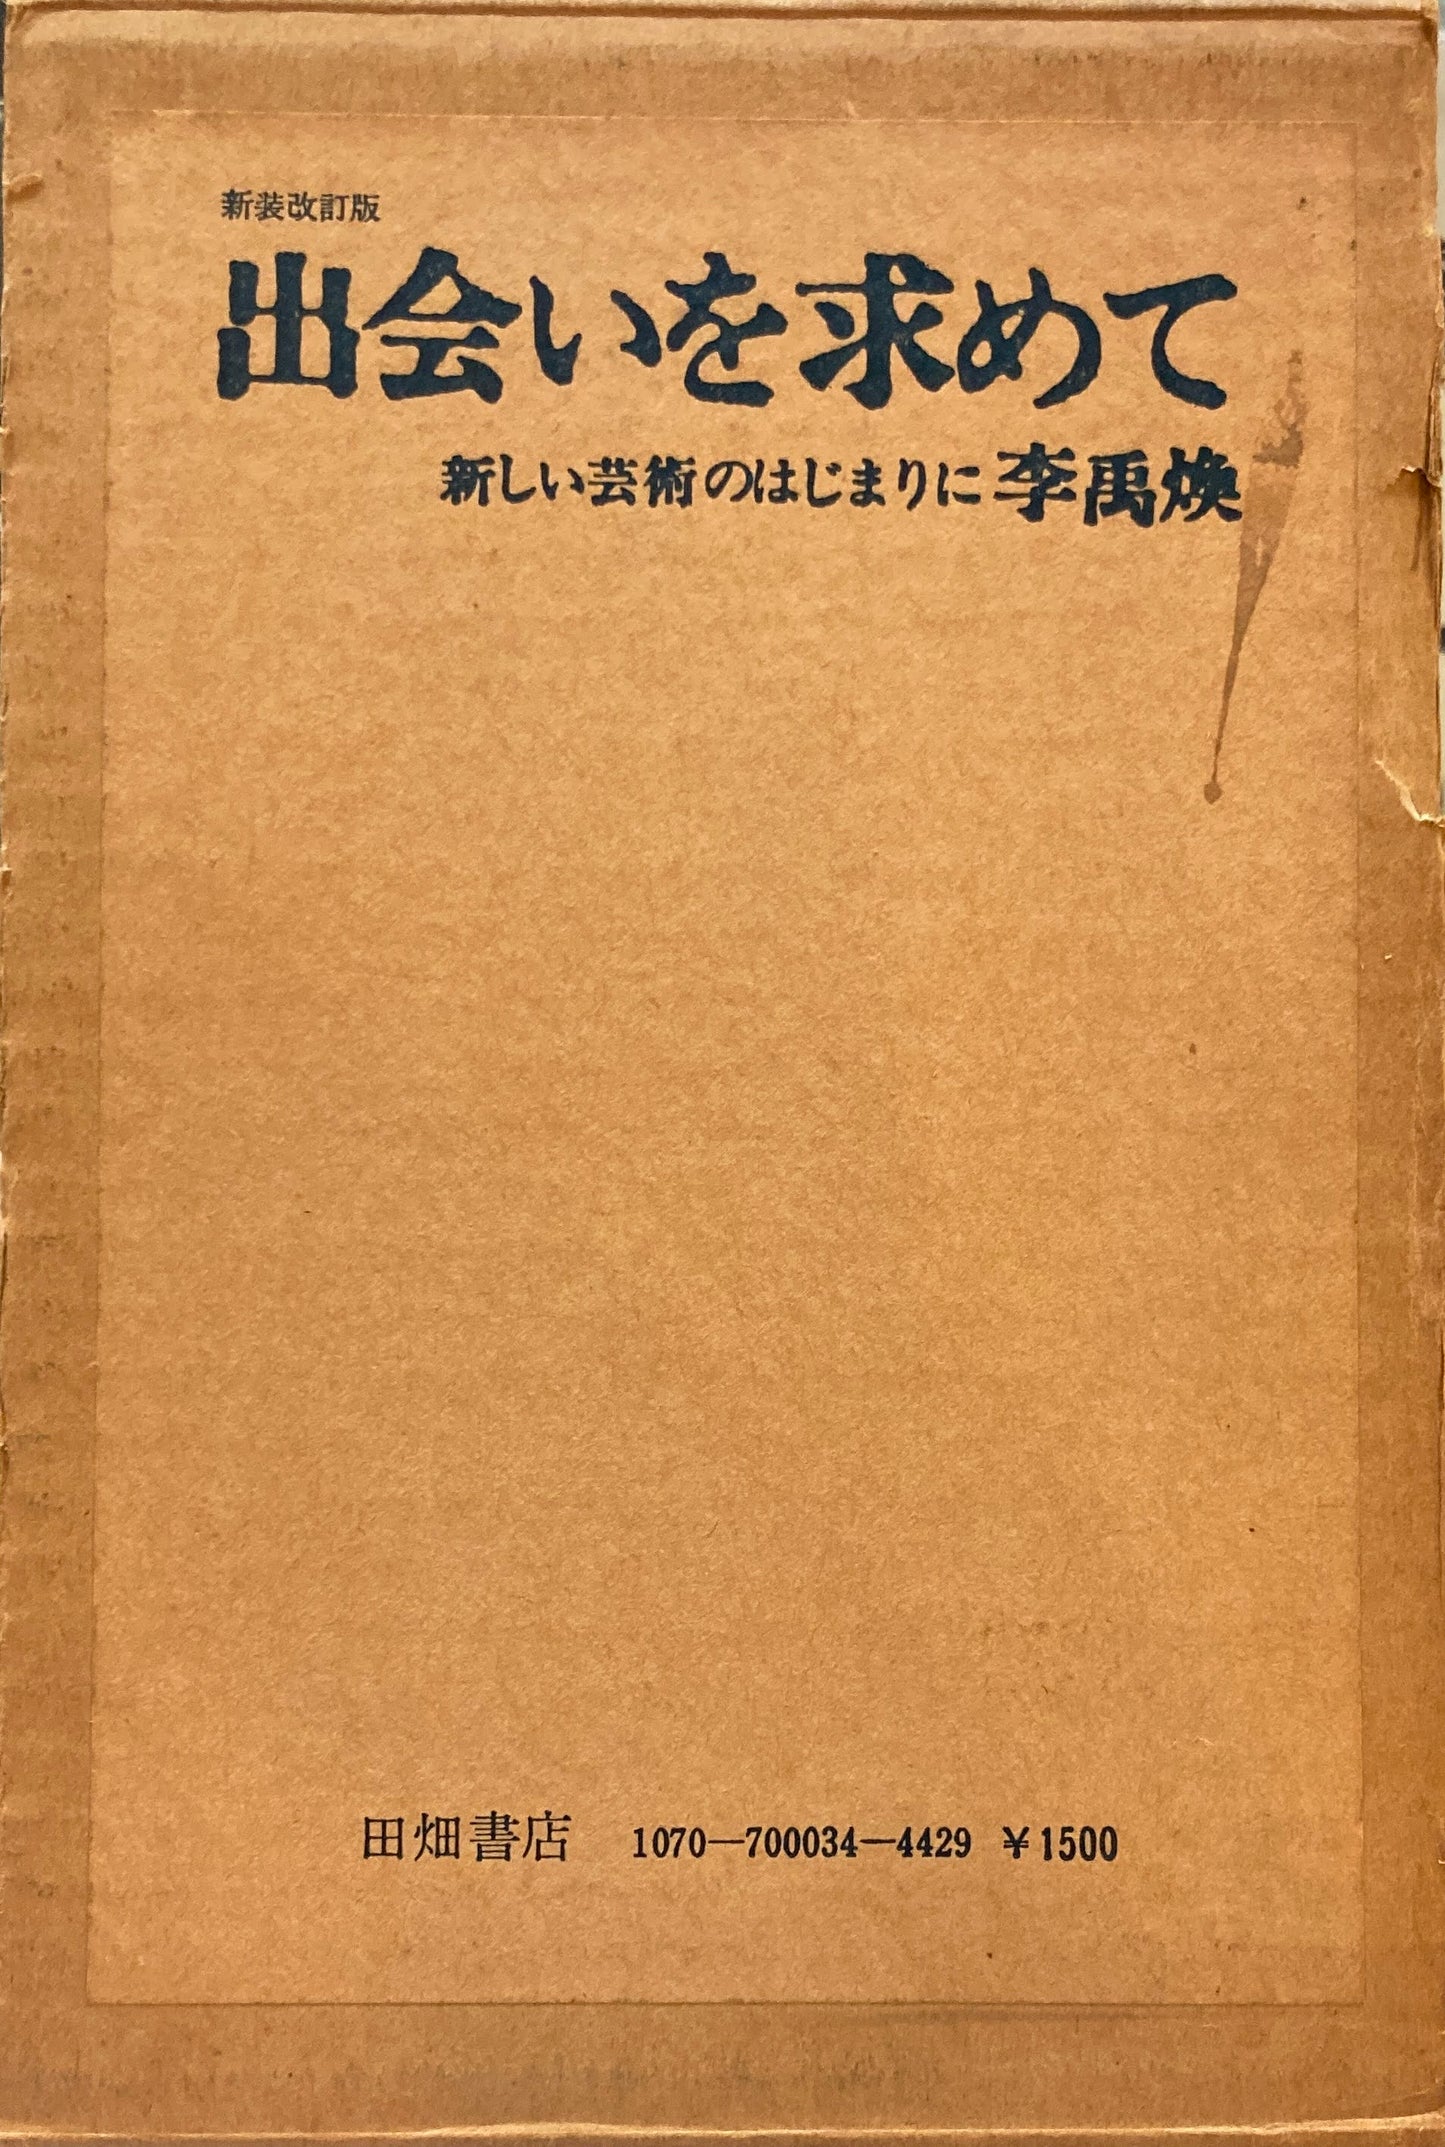 新装改訂版
出会いを求めて
新しい芸術のはじまりに 李禹煥
田畑書店 1070—700034—4429 ¥1500